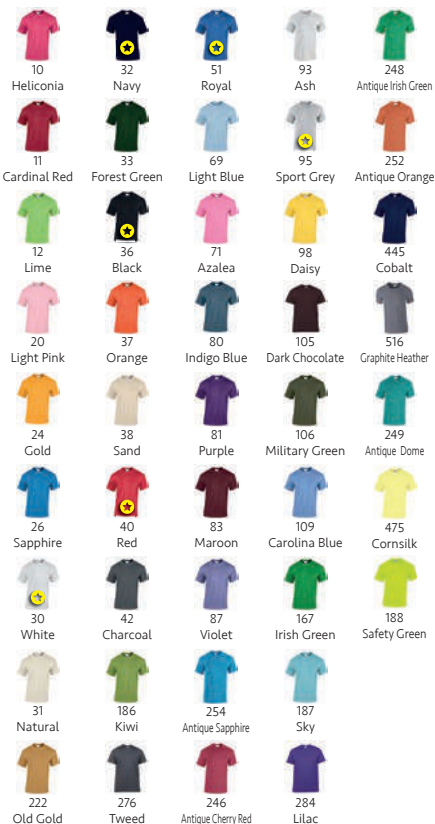 10 32 51 93 248
Heliconia Navy Royal Ash Antique Irish Green
11 33 69 95 252
Cardinal Red Forest Green Light Blue Sport Grey Antique Orange
12 36 71 98 445
Lime Black Azalea Daisy Cobalt
20 37 80 105 516
Light Pink Orange Indigo Blue Dark Chocolate Graphite Heather
24 38 81 106 249
Gold Sand Purple Military Green Antique Dome
26 40 83 109 475
Sapphire Red Maroon Carolina Blue Cornsilk
30 42 87 167 188
White Charcoal Violet Irish Green Safety Green
31 186 254 187
Natural Kiwi Antique Sapphire Sky
222 276 246 284
Old Gold Tweed Antique Cherry Red Lilac